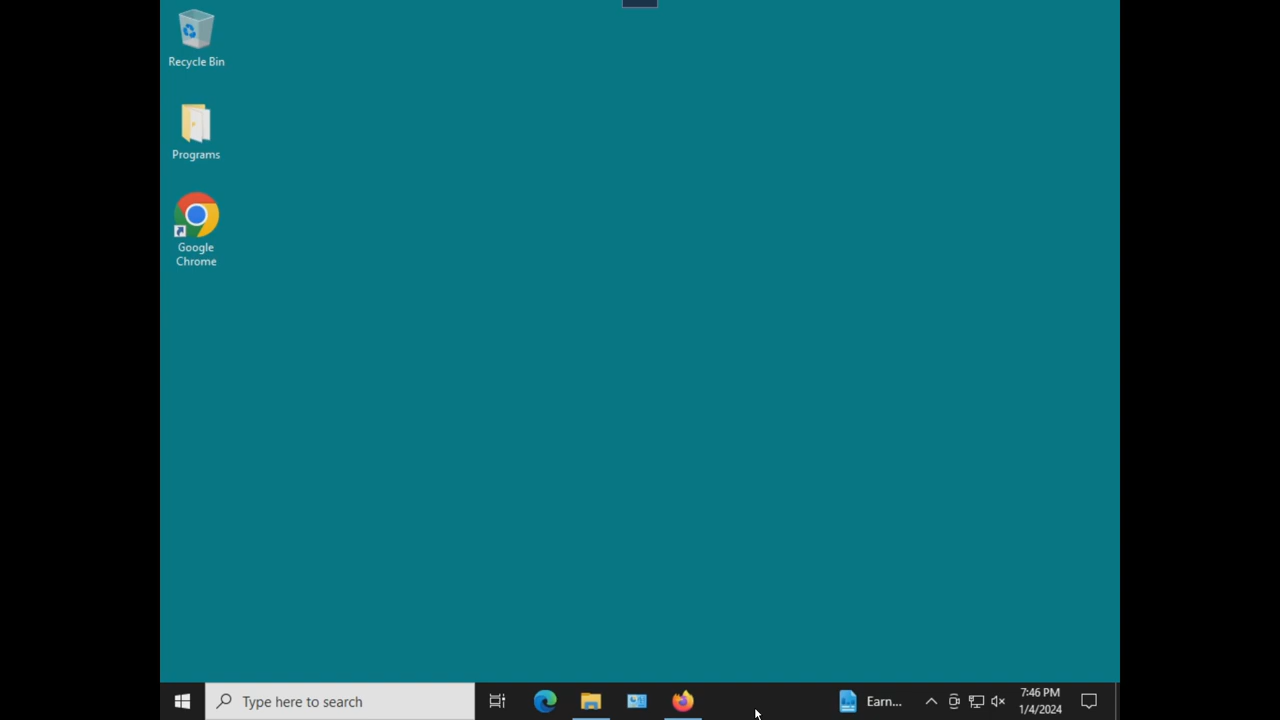 Recycle Bin
Programs
Google
Chrome
Type here to search
Earn...
7:46 PM
1/4/2024